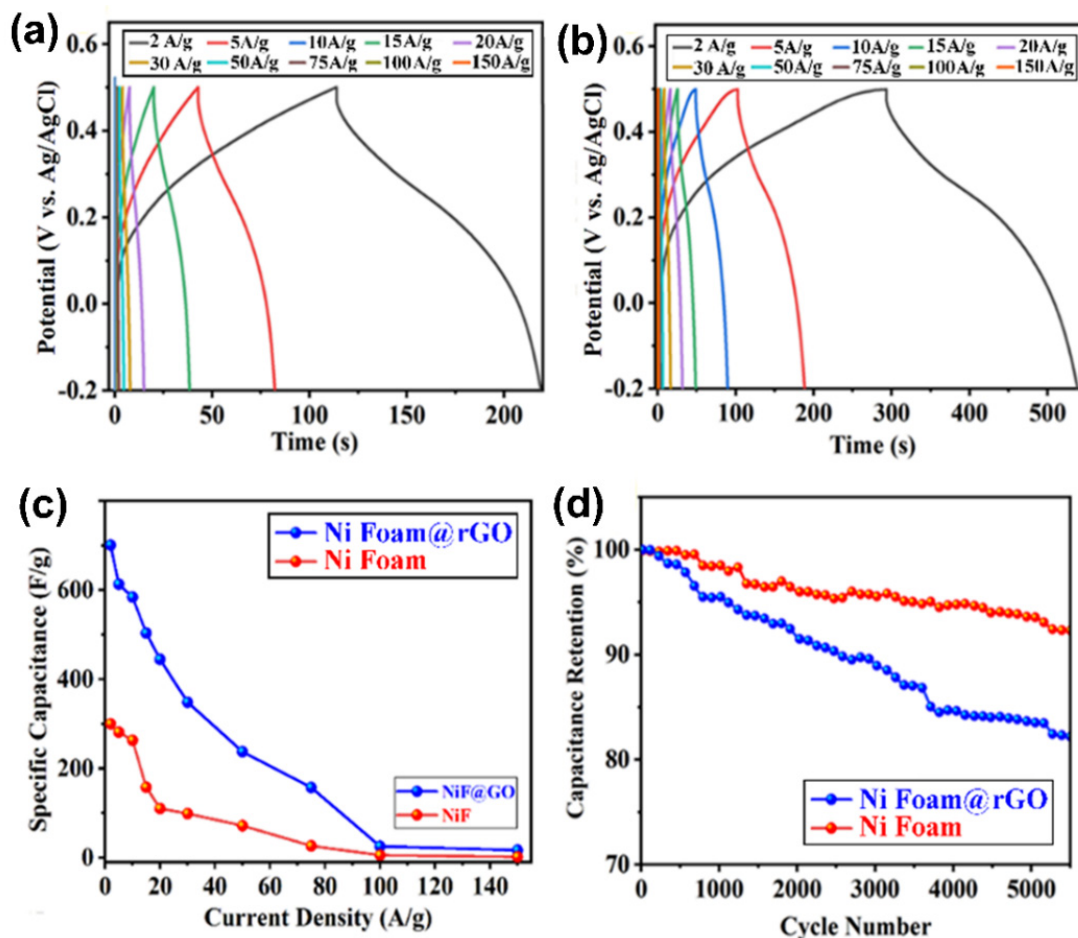 (a)
2 A/g 5A/g 10A/g 15A/g 20A/g
30 A/g 50A/g 75A/g 100A/g 150A/g
Potential (V vs. Ag/AgCl)
0.6
0.4
0.2
0.0
-0.2
0 50 100 150 200
Time (s)
(b)
2 A/g 5A/g 10A/g 15A/g 20A/g
30 A/g 50A/g 75A/g 100A/g 150A/g
Potential (V vs. Ag/AgCl)
0.6
0.4
0.2
0.0
-0.2
0 100 200 300 400 500
Time (s)
(c)
Ni Foam@rGO
Ni Foam
Specific Capacitance (F/g)
600
400
200
0
NiF@GO
NiF
0 20 40 60 80 100 120 140
Current Density (A/g)
(d)
Capacitance Retention (%)
100
90
80
70
Ni Foam@rGO
Ni Foam
0 1000 2000 3000 4000 5000
Cycle Number